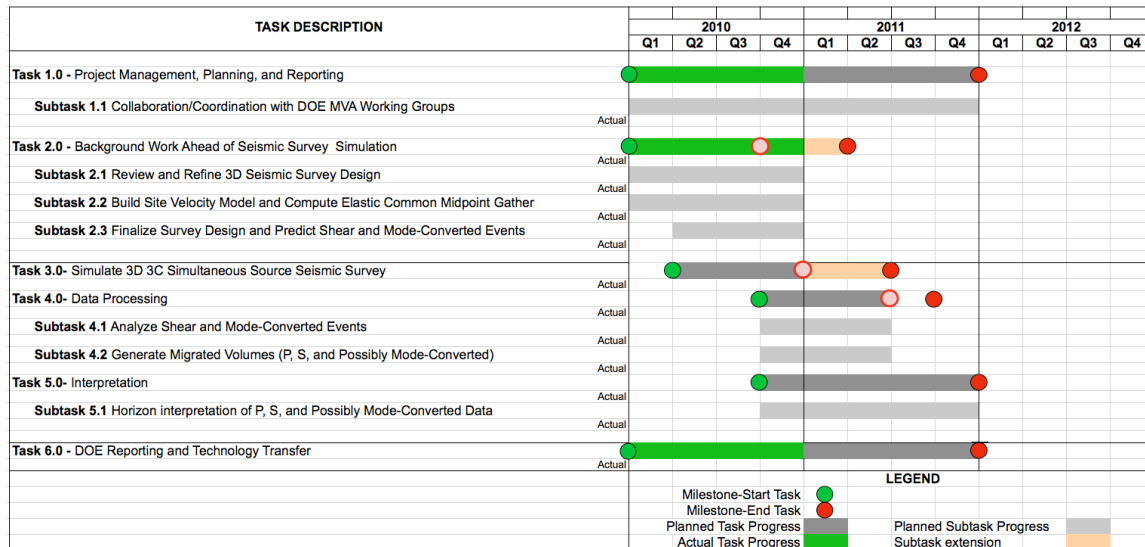 TASK DESCRIPTION 2010 2011 2012
Q1 Q2 Q3 Q4 Q1 Q2 Q3 Q4 Q1 Q2 Q3 Q4
Task 1.0 - Project Management, Planning, and Reporting
Subtask 1.1 Collaboration/Coordination with DOE MVA Working Groups
Actual
Task 2.0 - Background Work Ahead of Seismic Survey Simulation
Actual
Subtask 2.1 Review and Refine 3D Seismic Survey Design
Actual
Subtask 2.2 Build Site Velocity Model and Compute Elastic Common Midpoint Gather
Actual
Subtask 2.3 Finalize Survey Design and Predict Shear and Mode-Converted Events
Actual
Task 3.0- Simulate 3D 3C Simultaneous Source Seismic Survey
Actual
Task 4.0- Data Processing
Actual
Subtask 4.1 Analyze Shear and Mode-Converted Events
Actual
Subtask 4.2 Generate Migrated Volumes (P, S, and Possibly Mode-Converted)
Actual
Task 5.0- Interpretation
Actual
Subtask 5.1 Horizon interpretation of P, S, and Possibly Mode-Converted Data
Actual
Task 6.0 - DOE Reporting and Technology Transfer
Actual
LEGEND
Milestone-Start Task
Milestone-End Task
Planned Task Progress Planned Subtask Progress
Actual Task Progress Subtask extension